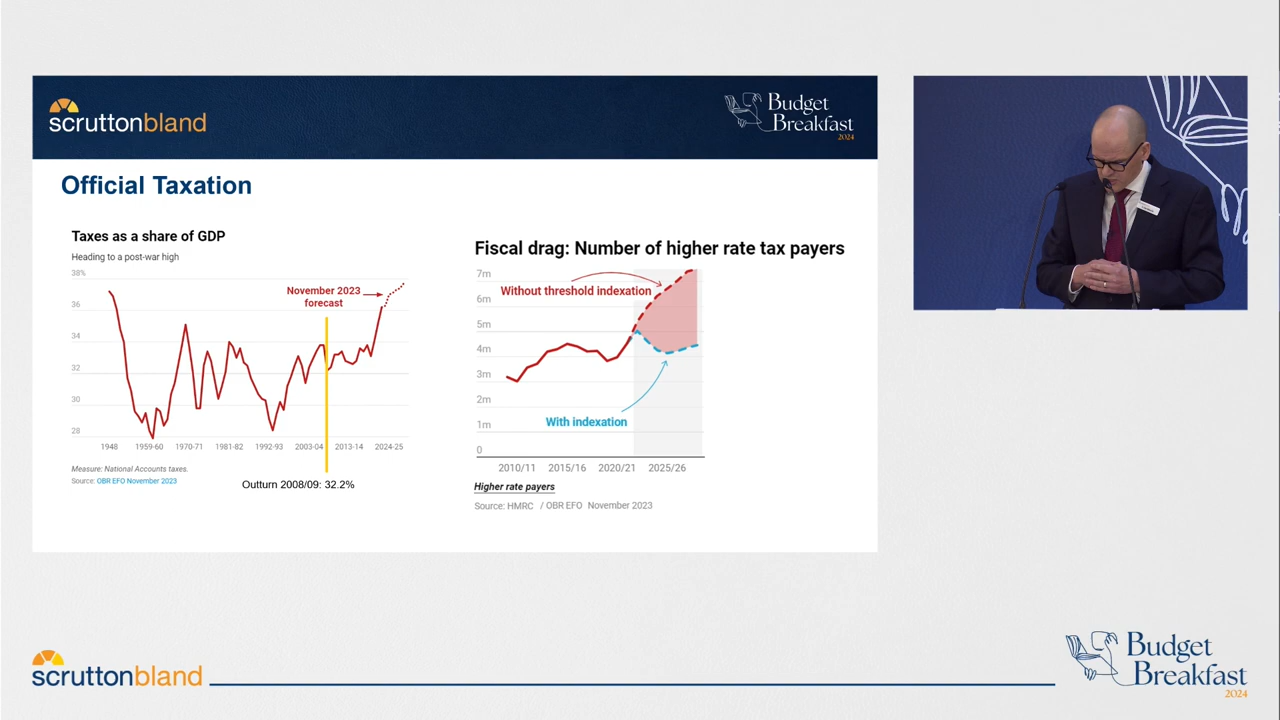 scruttonbland
Budget
Breakfast
2024
Official Taxation
Taxes as a share of GDP
Heading to a post-war high
38%
36
34
32
30
28
November 2023
forecast
1948 1959-60 1970-71 1981-82 1992-93 2003-04 2013-14 2024-25
Measure: National Accounts taxes.
Source: OBR EFO November 2023
Outturn 2008/09: 32.2%
Fiscal drag: Number of higher rate tax payers
7m
6m
5m
4m
3m
2m
1m
0
Without threshold indexation
With indexation
2010/11 2015/16 2020/21 2025/26
Higher rate payers
Source: HMRC / OBR EFO November 2023
scruttonbland
Budget
Breakfast
2024